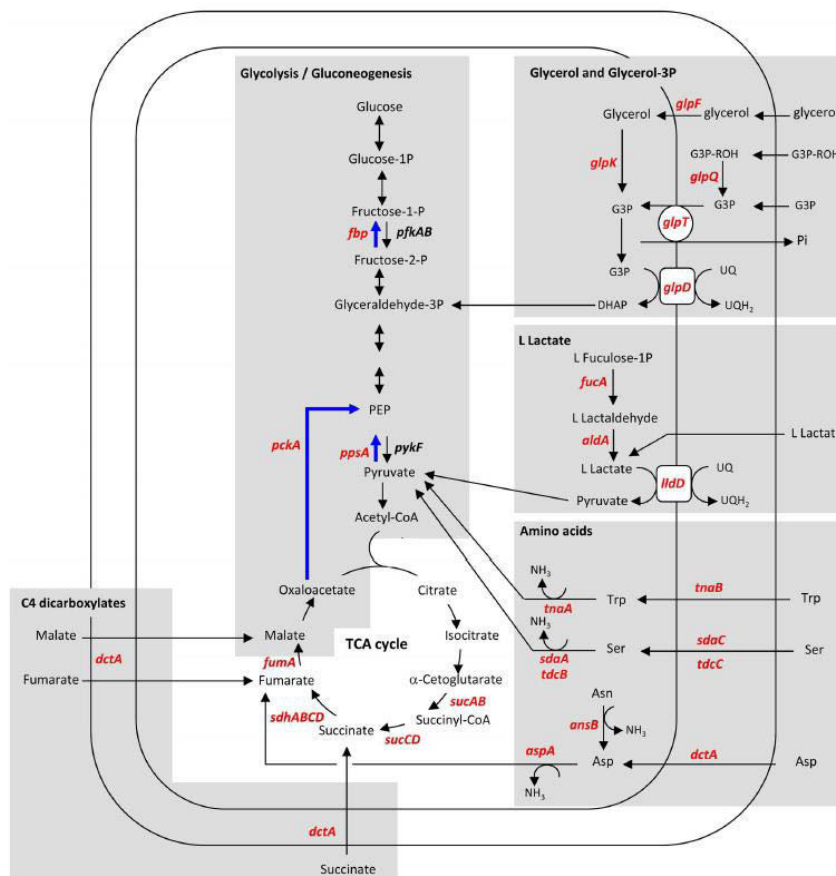 Glycolysis / Gluconeogenesis
Glucose
Glucose-1P
Fructose-1-P
fbp
pfkAB
Fructose-2-P
Glyceraldehyde-3P
PEP
pckA
ppsA
pykF
Pyruvate
Acetyl-CoA
Oxaloacetate
Citrate
Malate
TCA cycle
Isocitrate
fumA
Fumarate
α-Cetoglutarate
sucAB
sdhABCD
Succinyl-CoA
Succinate
sucCD
C4 dicarboxylates
Malate
dctA
Fumarate
dctA
Succinate
Glycerol and Glycerol-3P
Glycerol
glpF
glycerol
glycero
glpK
G3P-ROH
G3P-ROH
glpQ
G3P
G3P
G3P
glpT
Pi
G3P
UQ
glpD
DHAP
UQH2
L Lactate
L Fuculose-1P
fucA
L Lactaldehyde
aldA
L Lactat
L Lactate
UQ
lldD
Pyruvate
UQH2
Amino acids
NH3
tnaB
tnaA
Trp
Trp
NH3
sdaC
Ser
Ser
sdaA
tdcC
tdcB
Asn
ansB
NH3
aspA
dctA
Asp
Asp
NH3